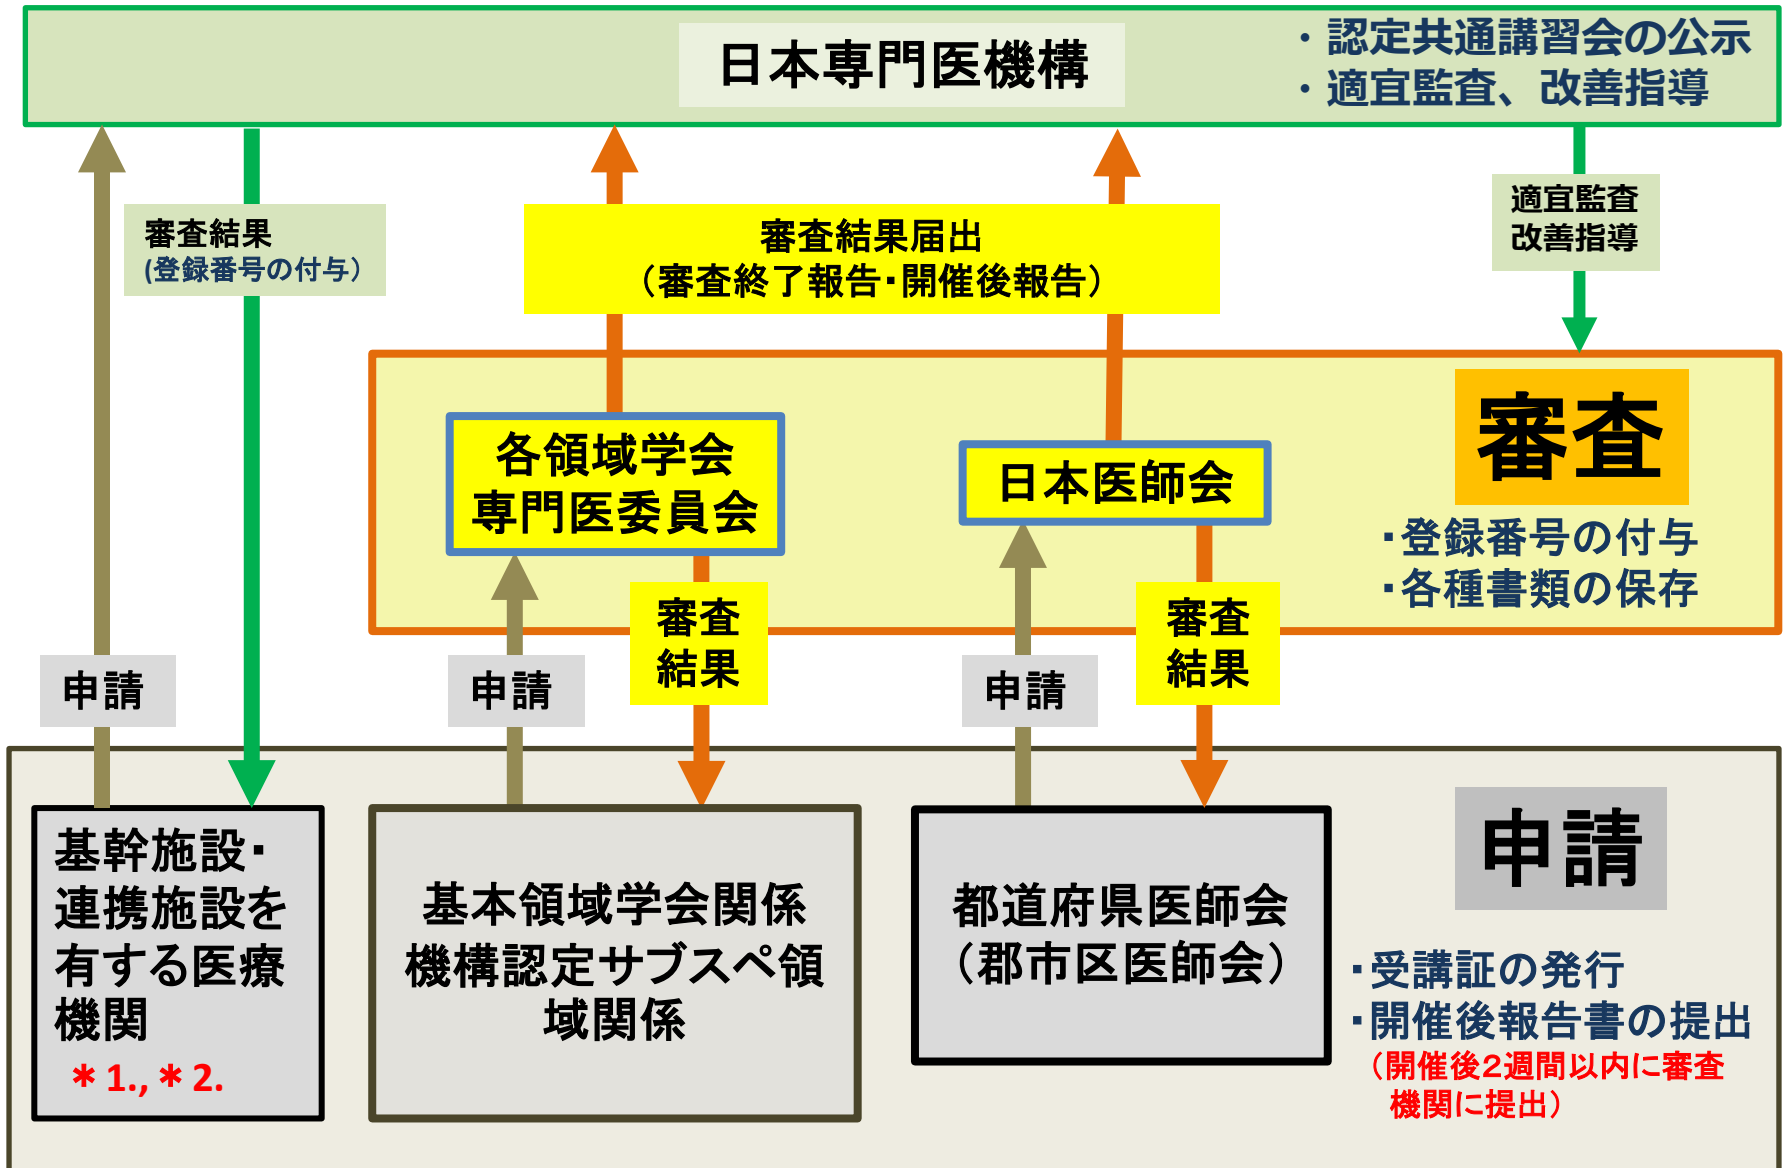 日本専門医機構
・認定共通講習会の公示
・適宜監査、改善指導
審査結果
(登録番号の付与）
審査結果届出
（審査終了報告・開催後報告）
適宜監査
改善指導
各領域学会
専門医委員会
日本医師会
審査
・登録番号の付与
・各種書類の保存
申請
申請
審査
結果
申請
審査
結果
基幹施設・
連携施設を
有する医療
機関
＊1.,＊2.
基本領域学会関係
機構認定サブスペ領
域関係
都道府県医師会
（郡市区医師会）
申請
・受講証の発行
・開催後報告書の提出
（開催後２週間以内に審査
機関に提出）